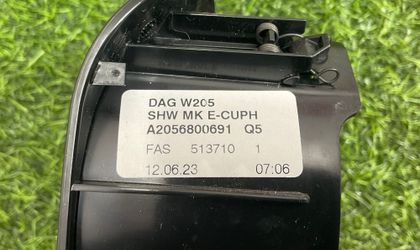 DAG W205
SHW MK E-CUPH
A2056800691 Q5
FAS 513710 1
12.06.23 07:06